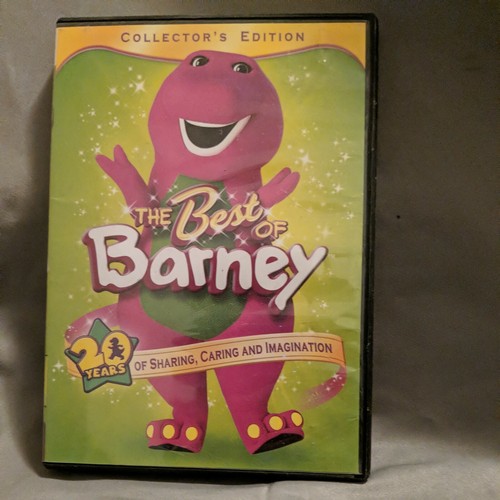 COLLECTOR'S EDITION
THE Best OF
Barney
20 YEARS
OF SHARING, CARING AND IMAGINATION